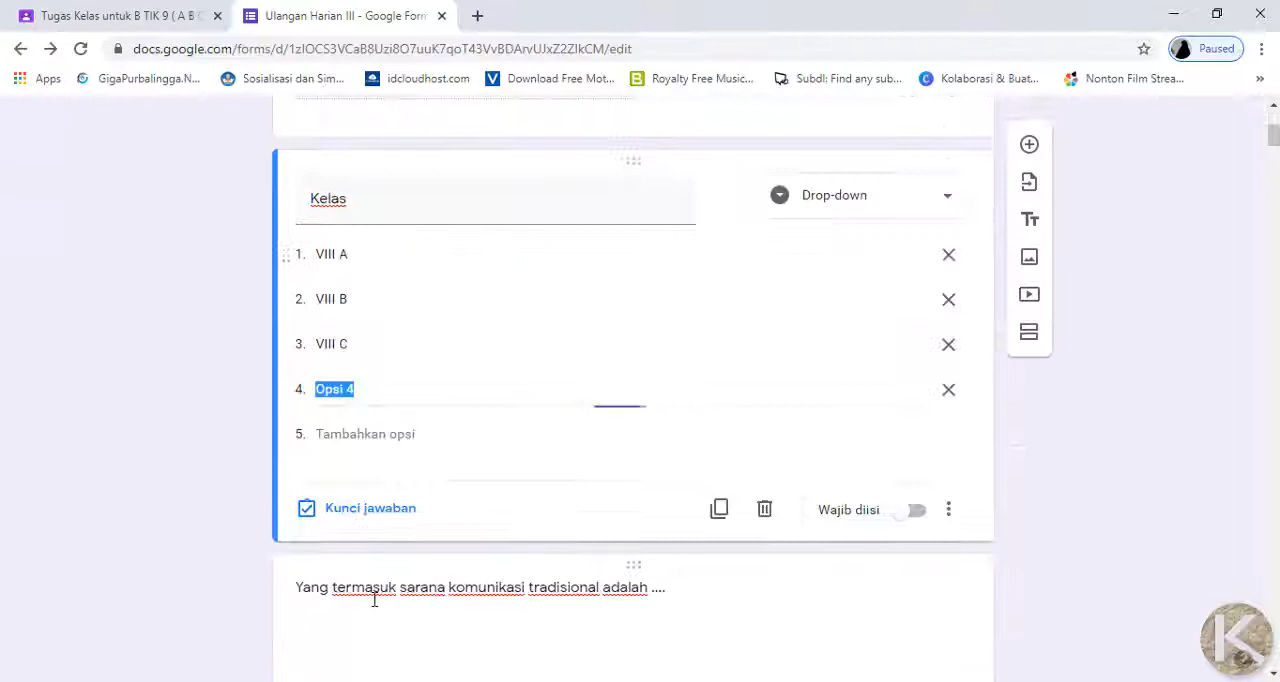 Tugas Kelas untuk B TIK 9 ( A B C
Ulangan Harian III - Google Form
docs.google.com/forms/d/1zIOCS3VCaB8Uzi8O7uuK7qoT43VvBDArvUJxZ2ZIkCM/edit
Paused
Apps
GigaPurbalingga.N...
Sosialisasi dan Sim...
idcloudhost.com
Download Free Mot...
Royalty Free Music...
Subdl: Find any sub...
Kolaborasi & Buat...
Nonton Film Strea...
»
Kelas
Drop-down
1. VIII A
2. VIII B
3. VIII C
4. Opsi 4
5. Tambahkan opsi
Kunci jawaban
Wajib diisi
Yang termasuk sarana komunikasi tradisional adalah ....
K